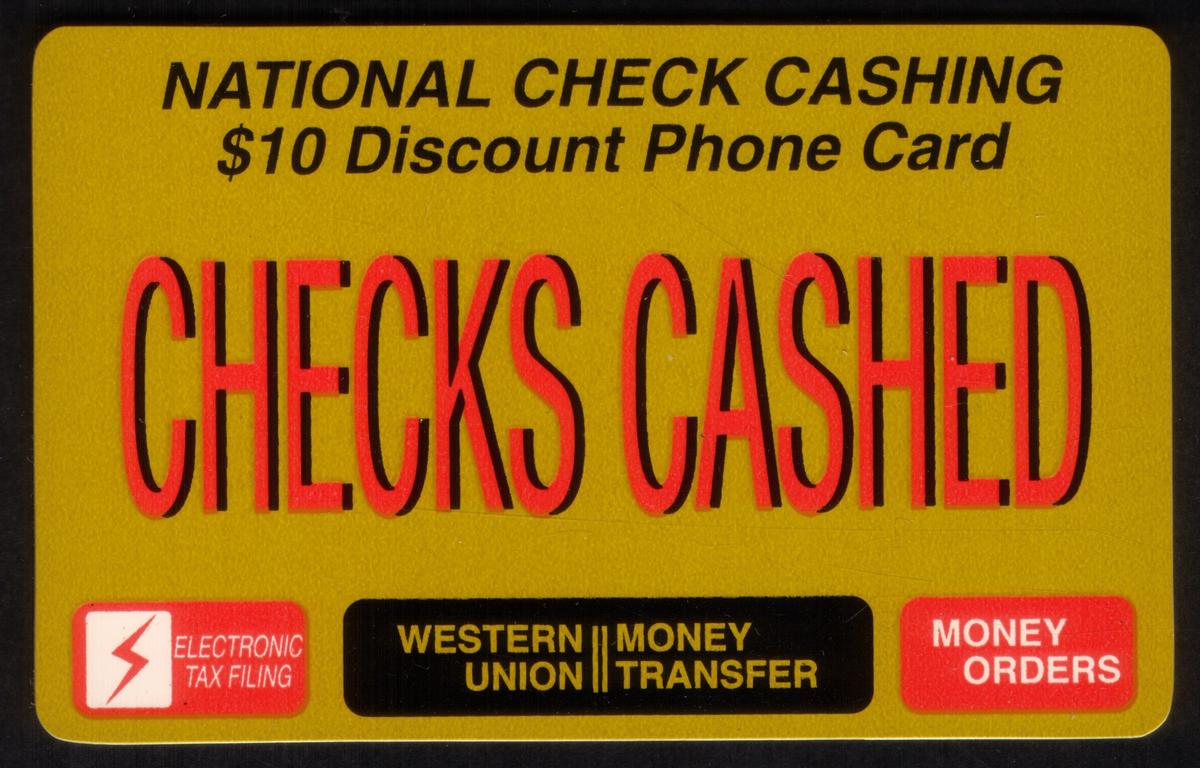 NATIONAL CHECK CASHING
$10 Discount Phone Card
CHECKS CASHED
ELECTRONIC
TAX FILING
WESTERN
UNION
MONEY
TRANSFER
MONEY
ORDERS